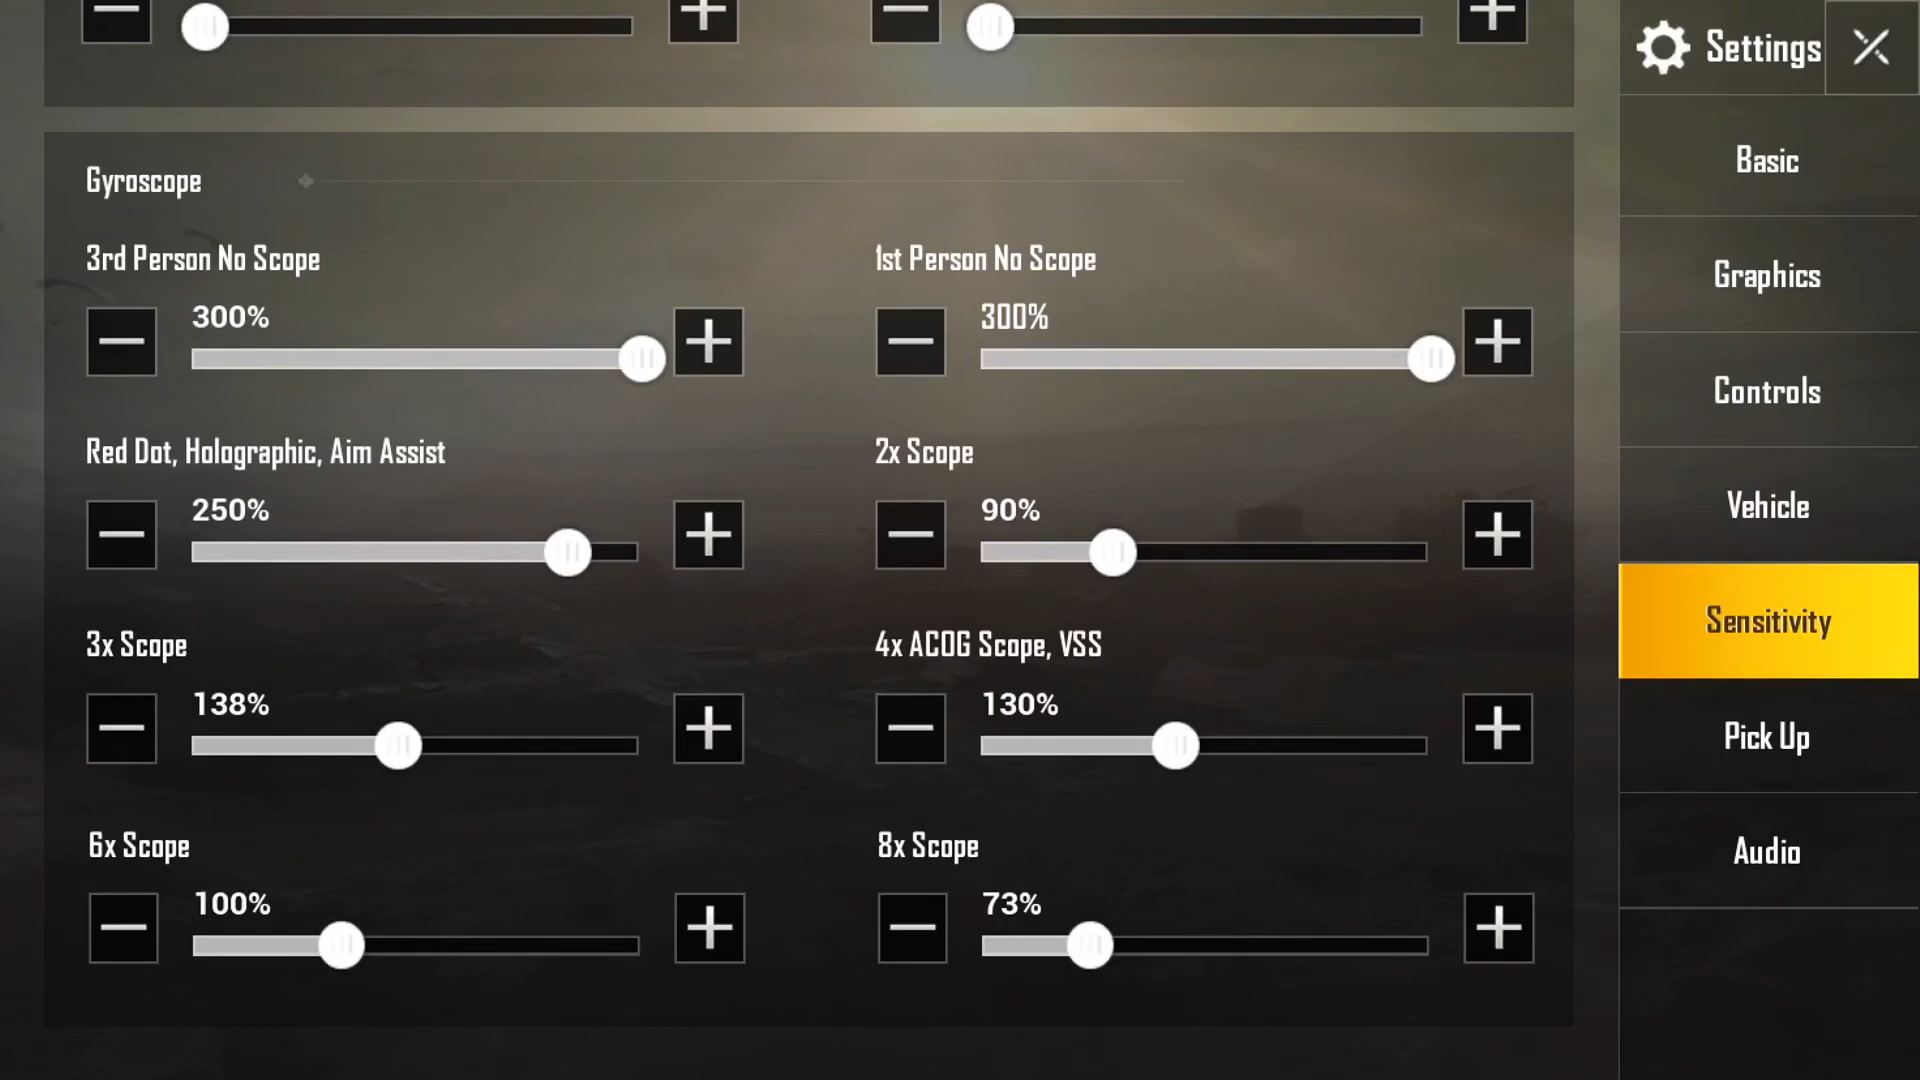 Settings
Basic
Graphics
Controls
Vehicle
Sensitivity
Pick Up
Audio
Gyroscope
3rd Person No Scope
300%
1st Person No Scope
300%
Red Dot, Holographic, Aim Assist
250%
2x Scope
90%
3x Scope
138%
4x ACOG Scope, VSS
130%
6x Scope
100%
8x Scope
73%